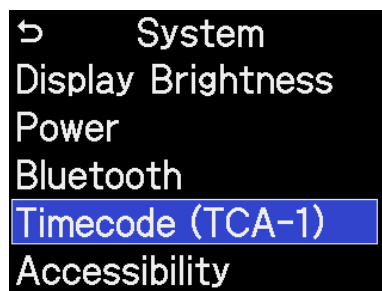 System
Display Brightness
Power
Bluetooth
Timecode (TCA-1)
Accessibility